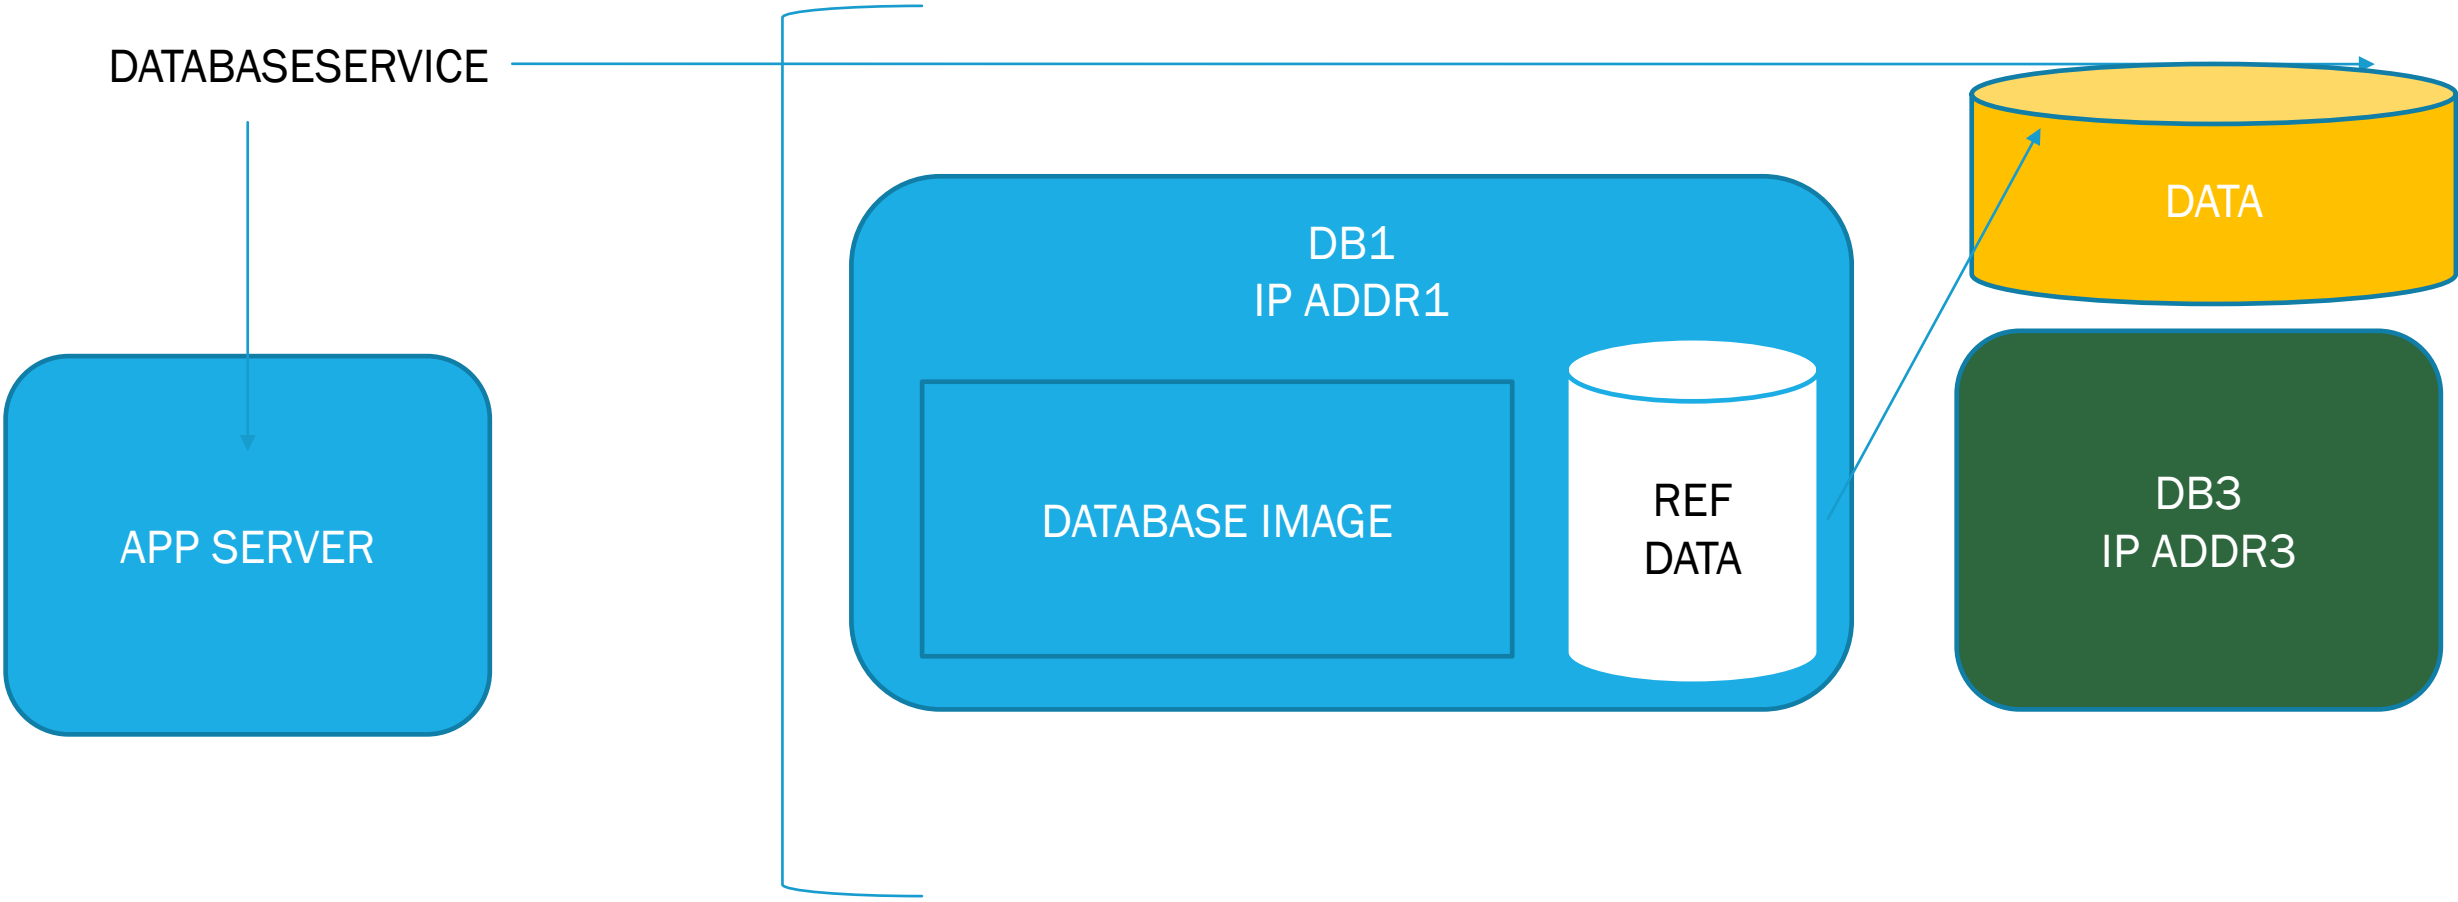 DATABASESERVICE
APP SERVER
DB1
IP ADDR1
DATABASE IMAGE
REF
DATA
DATA
DB3
IP ADDR3